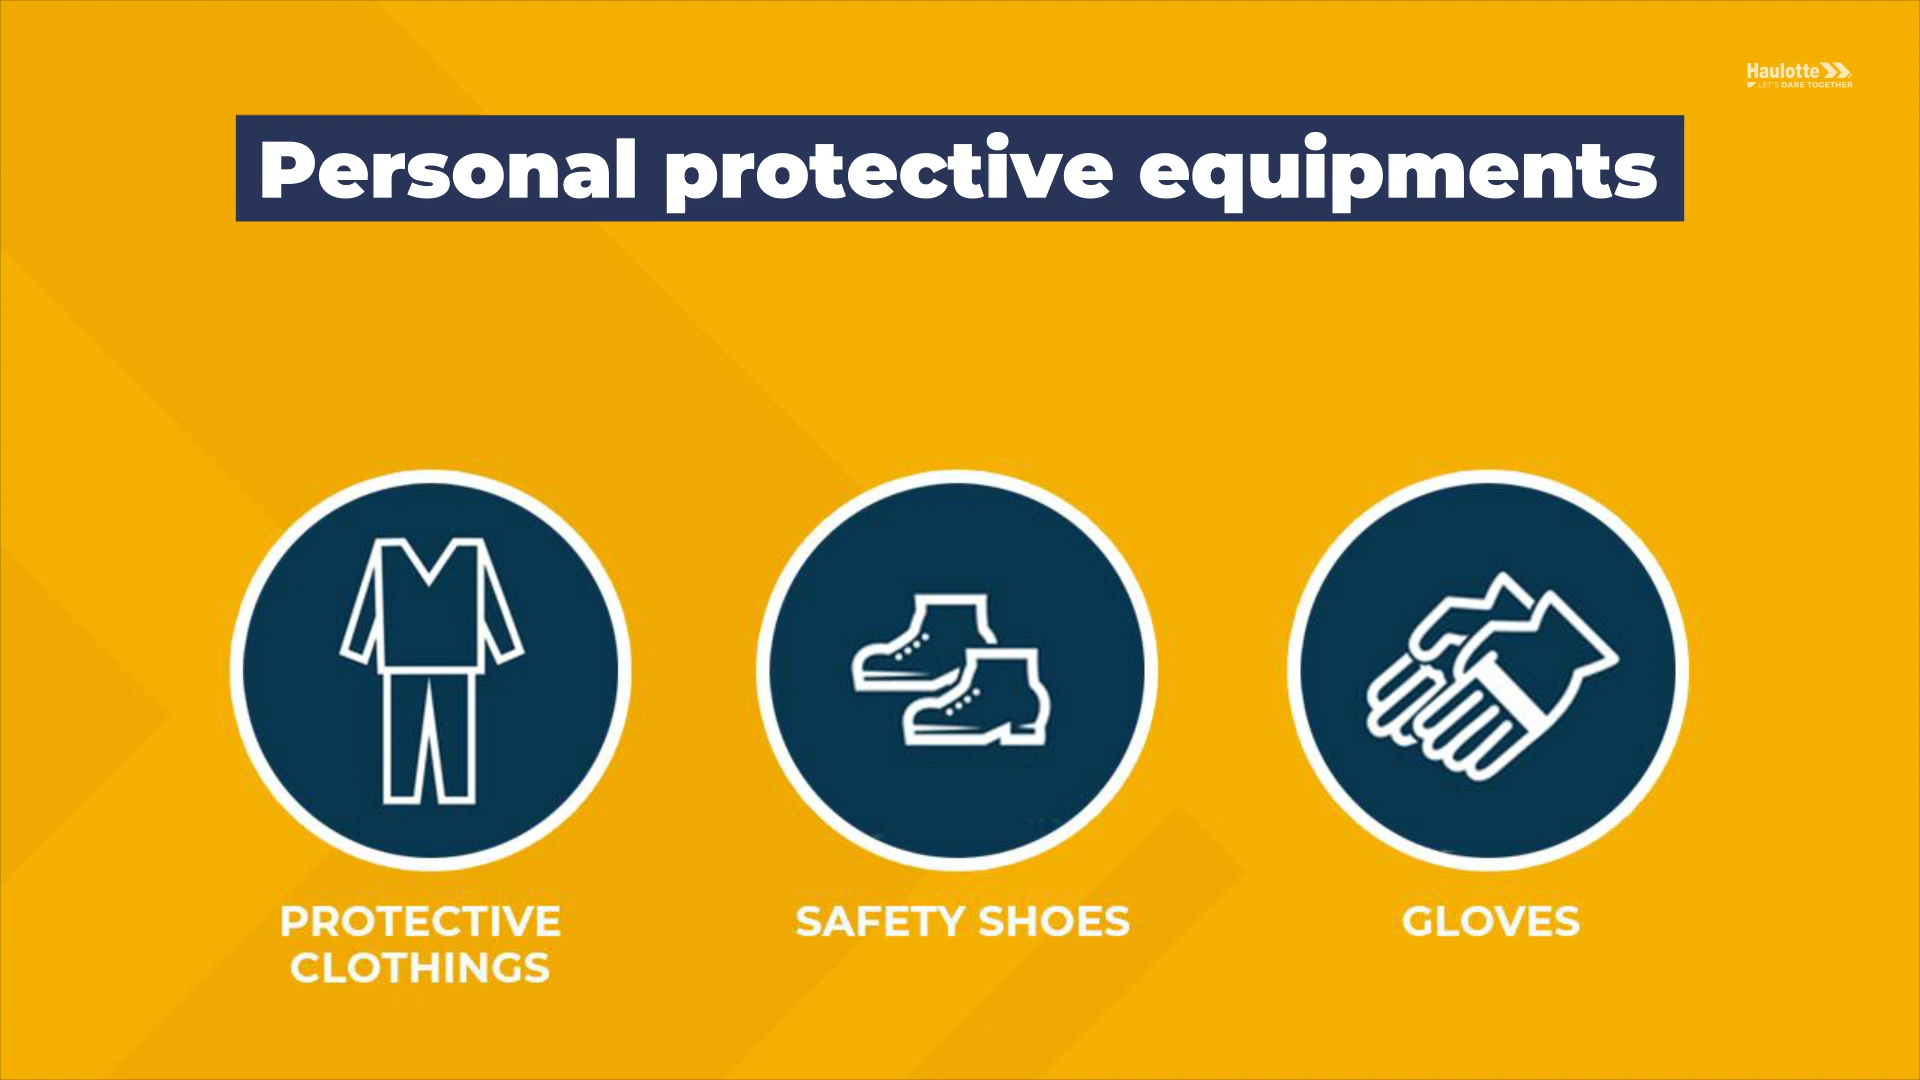 Haulotte
LET'S DARE TOGETHER
Personal protective equipments
PROTECTIVE
CLOTHINGS
SAFETY SHOES
GLOVES